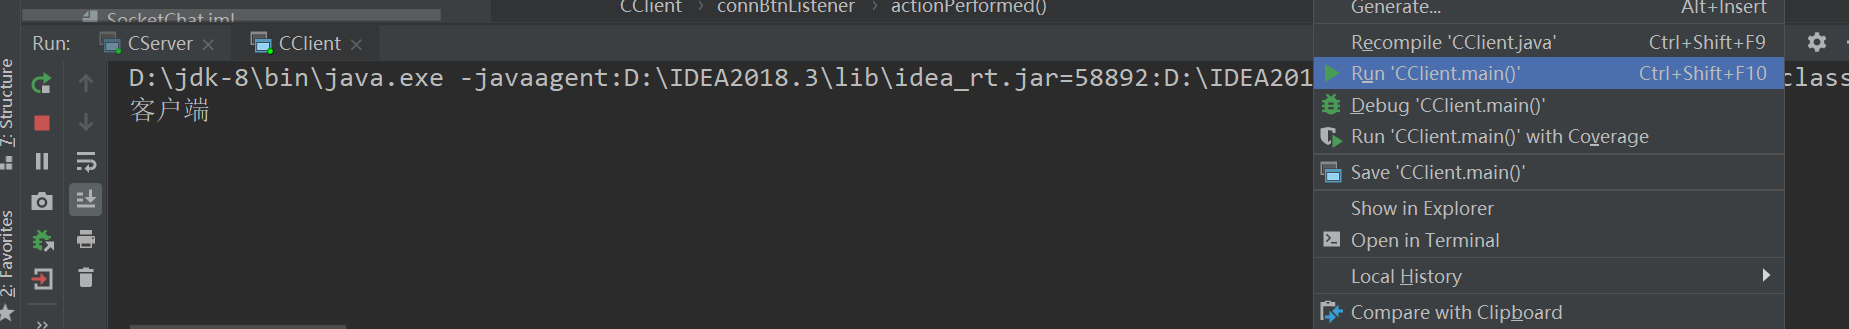 SocketChat.iml
CClient › connBtnListener › actionPerformed()
Generate... Alt+Insert
Run: CServer × CClient ×
Recompile 'CClient.java' Ctrl+Shift+F9
D:\jdk-8\bin\java.exe -javaagent:D:\IDEA2018.3\lib\idea_rt.jar=58892:D:\IDEA201
class
客户端
Run 'CClient.main()' Ctrl+Shift+F10
Debug 'CClient.main()'
Run 'CClient.main()' with Coverage
Save 'CClient.main()'
Show in Explorer
Open in Terminal
Local History
Compare with Clipboard
7: Structure
2: Favorites
»